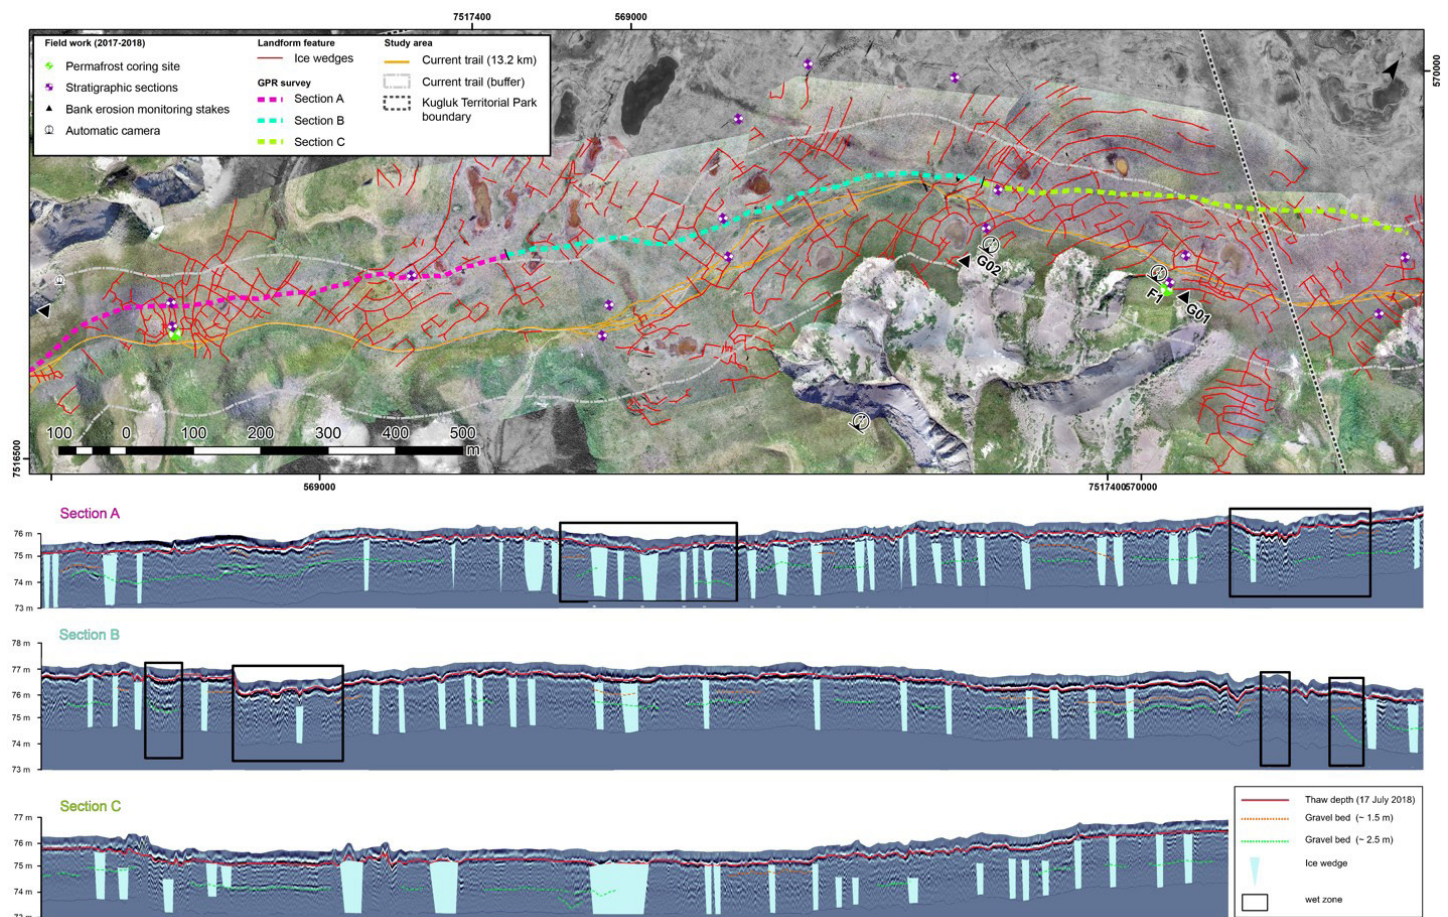 7517400
569000
570000
Field work (2017-2018)
Permafrost coring site
Stratigraphic sections
Bank erosion monitoring stakes
Automatic camera
Landform feature
Ice wedges
GPR survey
Section A
Section B
Section C
Study area
Current trail (13.2 km)
Current trail (buffer)
Kugluk Territorial Park
boundary
G02
F1
G01
100 0 100 200 300 400 500
m
7516500
569000
7517400
570000
Section A
76 m
75 m
74 m
73 m
Section B
78 m
77 m
76 m
75 m
74 m
73 m
Section C
77 m
76 m
75 m
74 m
73 m
Thaw depth (17 July 2018)
Gravel bed (~ 1.5 m)
Gravel bed (~ 2.5 m)
Ice wedge
wet zone